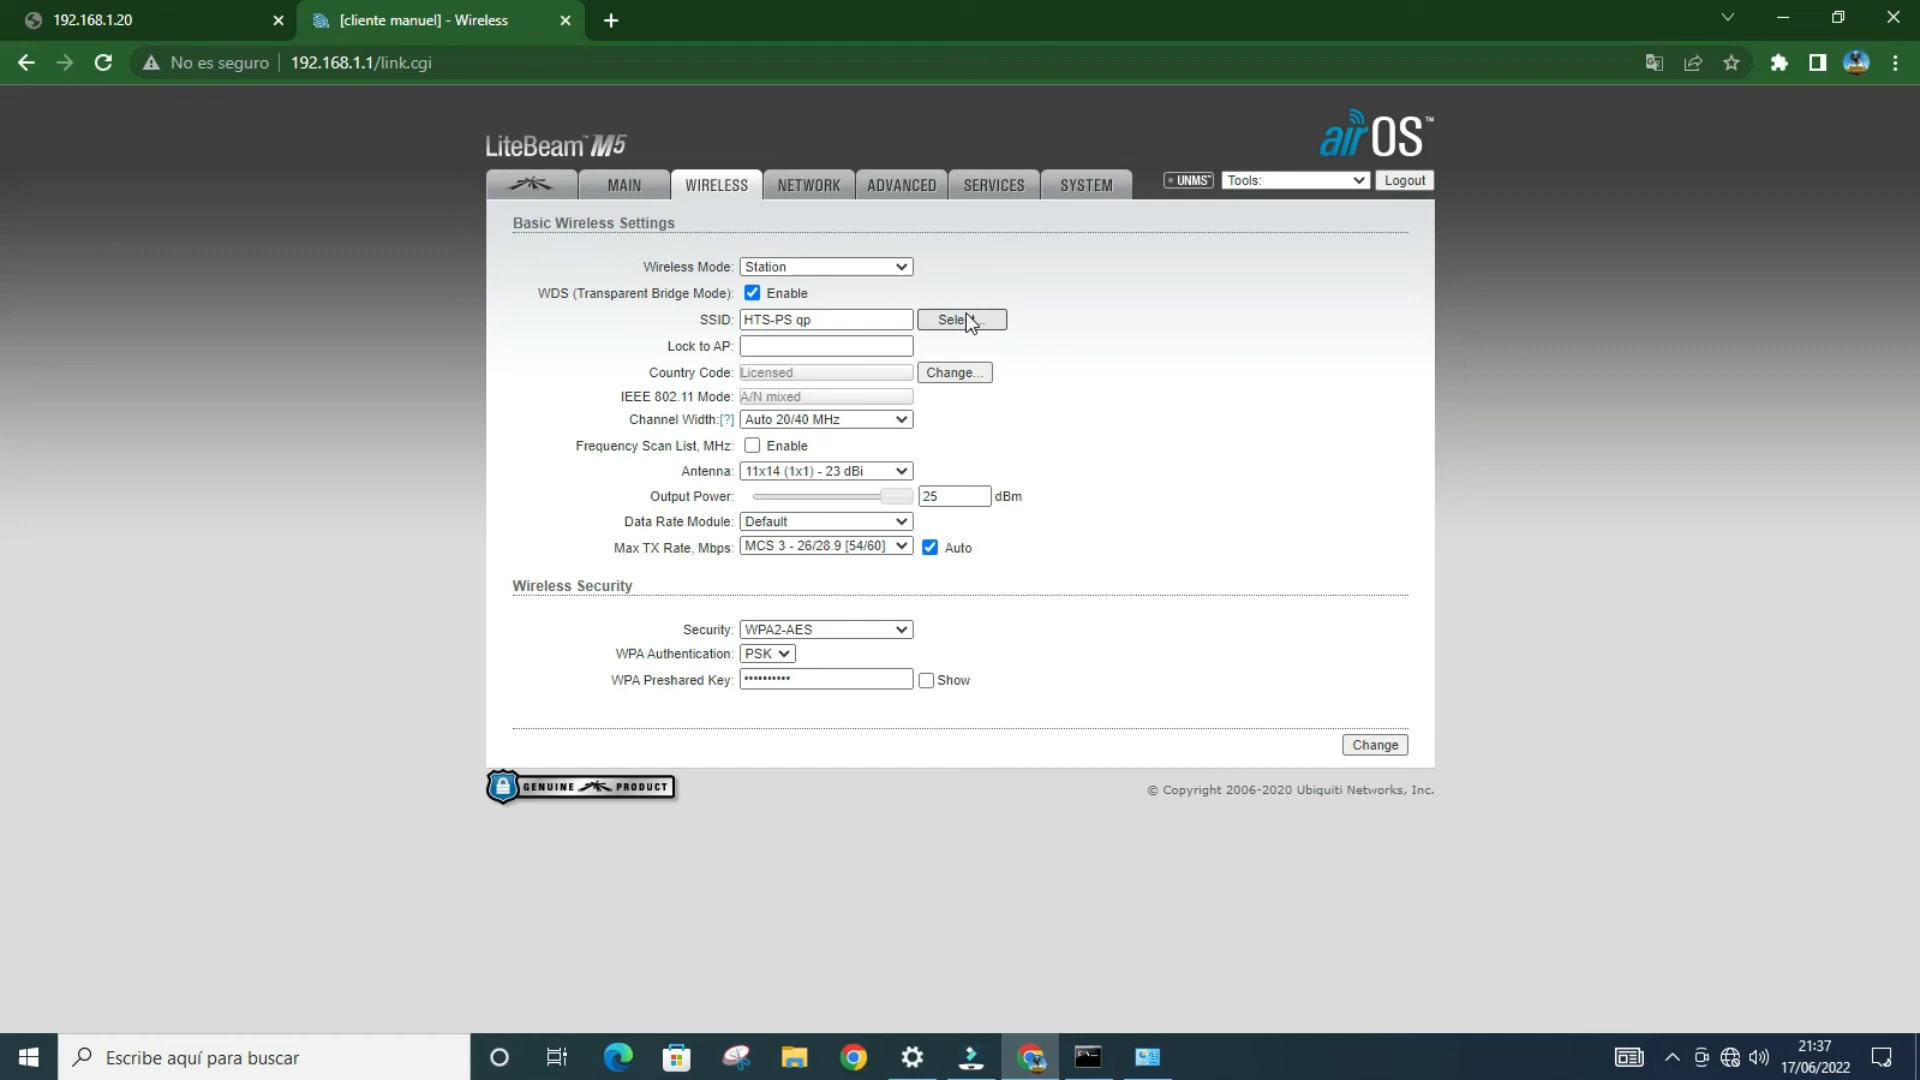 192.168.1.20
[cliente manuel] - Wireless
No es seguro
192.168.1.1/link.cgi
LiteBeam™ M5
airOS™
MAIN
WIRELESS
NETWORK
ADVANCED
SERVICES
SYSTEM
UNMS™
Tools:
Logout
Basic Wireless Settings
Wireless Mode: Station
WDS (Transparent Bridge Mode): Enable
SSID: HTS-PS qp
Lock to AP:
Country Code: Licensed Change...
IEEE 802.11 Mode: A/N mixed
Channel Width:[?] Auto 20/40 MHz
Frequency Scan List, MHz: Enable
Antenna: 11x14 (1x1) - 23 dBi
Output Power: 25 dBm
Data Rate Module: Default
Max TX Rate, Mbps: MCS 3 - 26/28.9 [54/60] Auto
Wireless Security
Security: WPA2-AES
WPA Authentication: PSK
WPA Preshared Key: •••••••••• Show
Change
GENUINE PRODUCT
© Copyright 2006-2020 Ubiquiti Networks, Inc.
Escribe aquí para buscar
21:37
17/06/2022